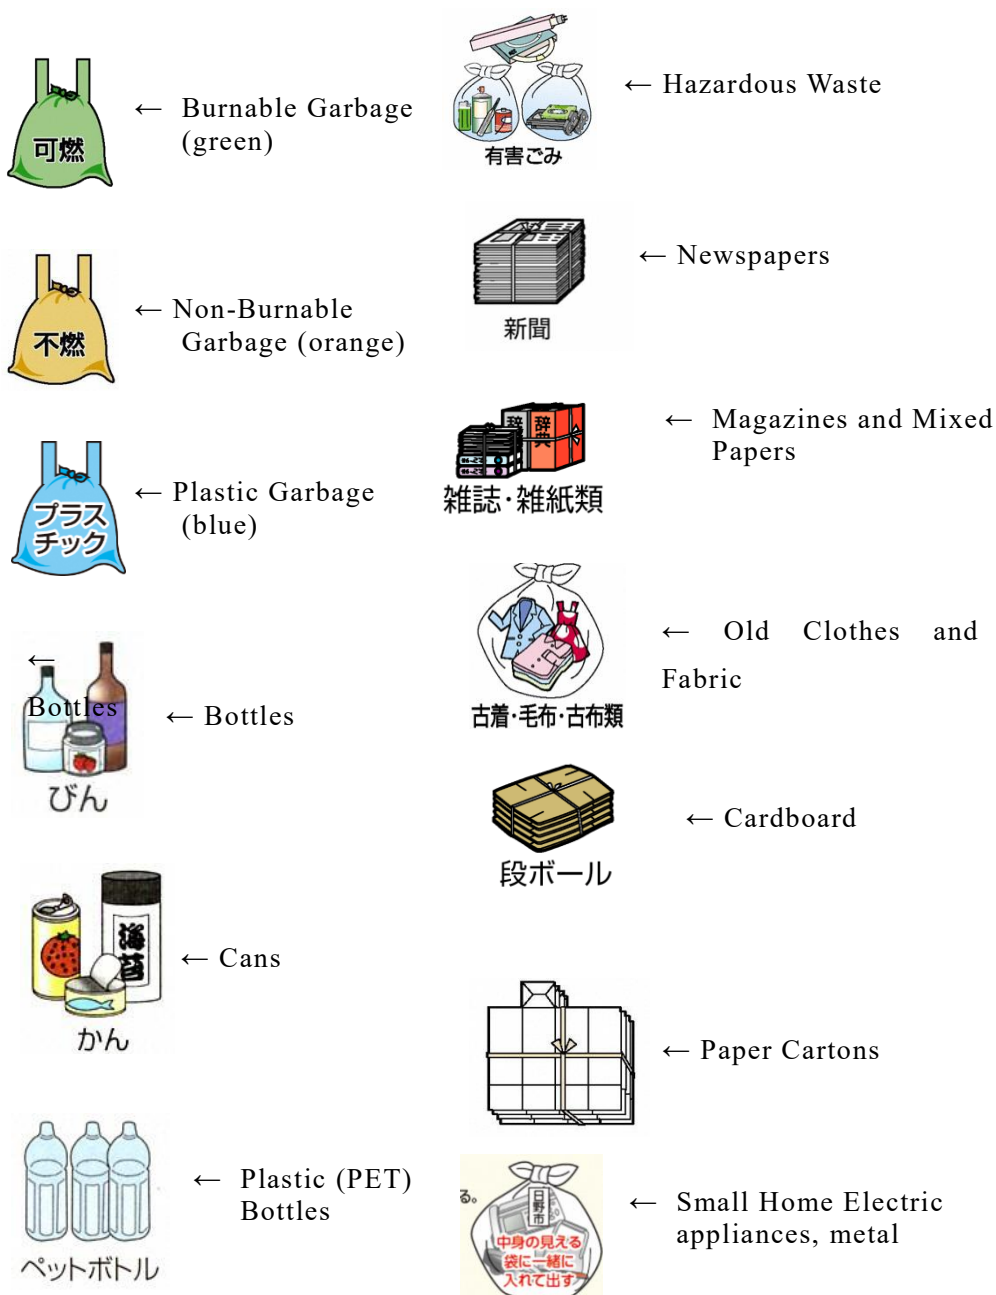 可燃
← Burnable Garbage
(green)
不燃
← Non-Burnable
Garbage (orange)
プラス
チック
← Plastic Garbage
(blue)
←
Bottles
← Bottles
びん
海苔
← Cans
かん
← Plastic (PET)
Bottles
ペットボトル
← Hazardous Waste
有害ごみ
← Newspapers
新聞
辞
辞典
← Magazines and Mixed
Papers
雑誌・雑紙類
← Old Clothes and
Fabric
古着・毛布・古布類
← Cardboard
段ボール
← Paper Cartons
る。
日野市
中身の見える
袋に一緒に
入れて出す
← Small Home Electric
appliances, metal